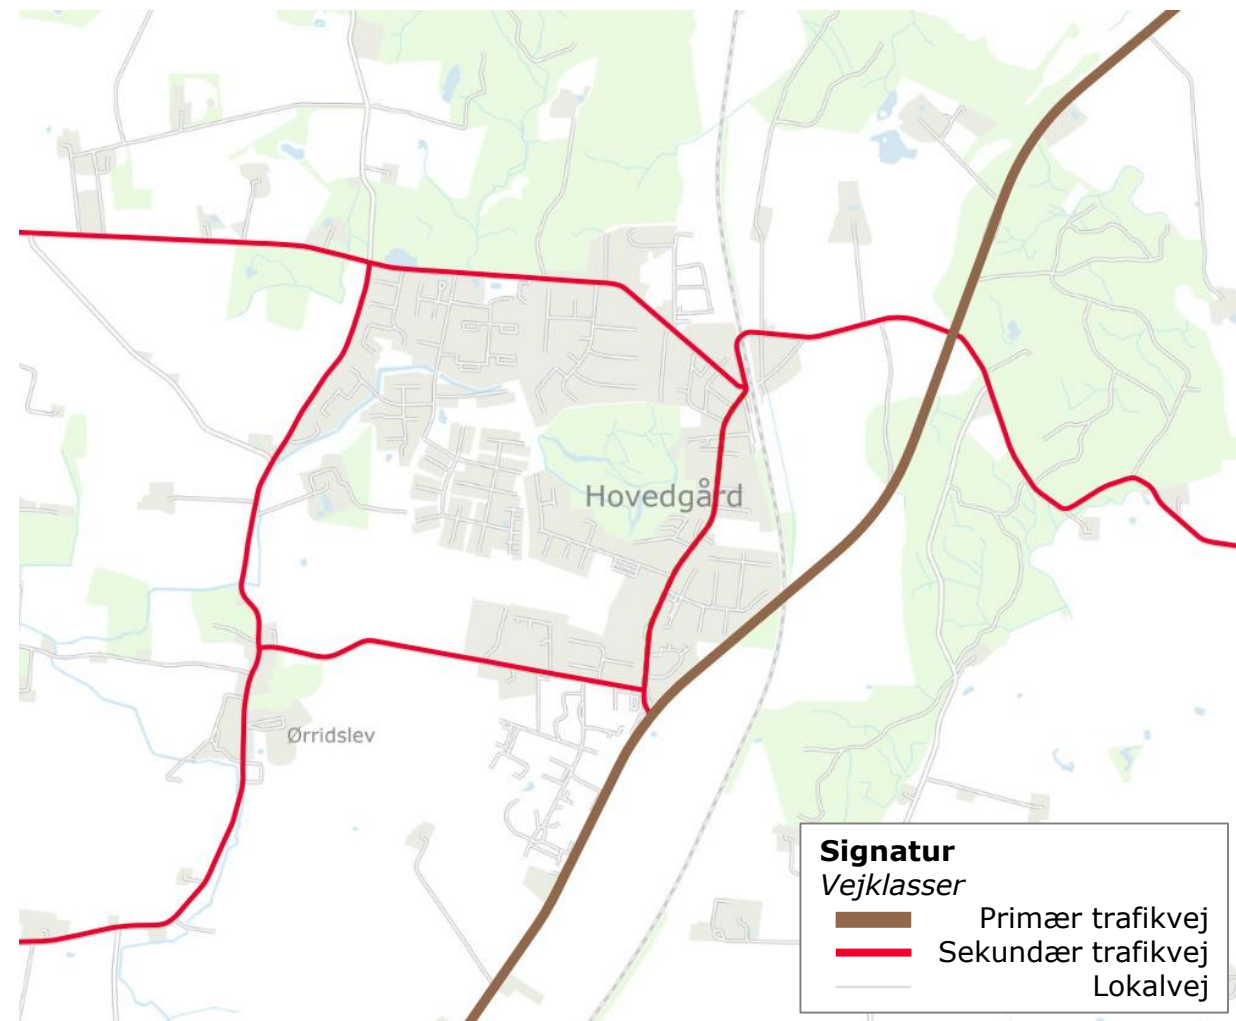 Hovedgård
Ørridslev
Signatur
Vejklasser
Primær trafikvej
Sekundær trafikvej
Lokalvej